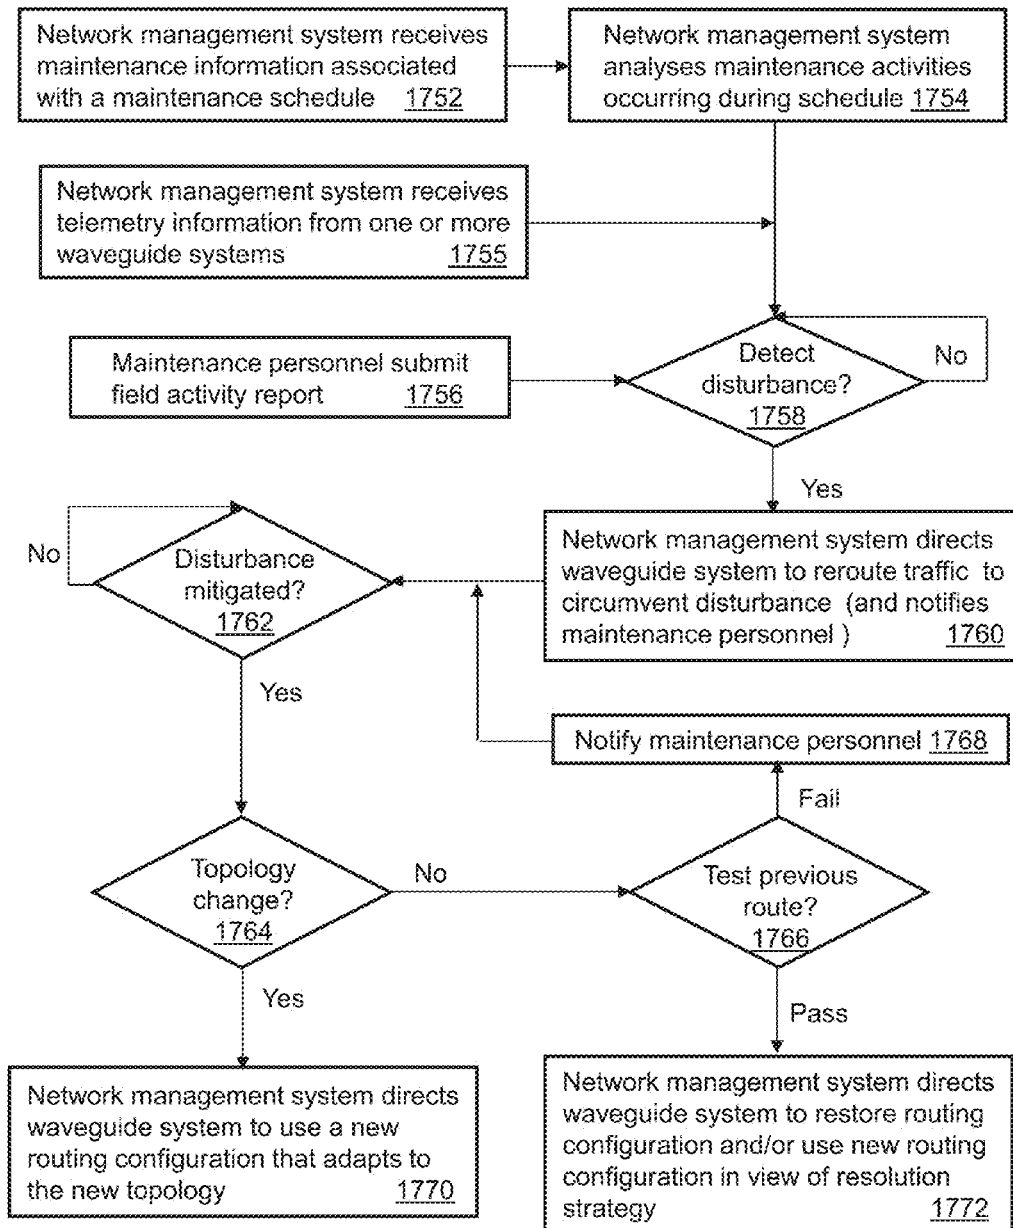 Network management system receives
maintenance information associated
with a maintenance schedule 1752
Network management system
analyses maintenance activities
occurring during schedule 1754
Network management system receives
telemetry information from one or more
waveguide systems 1755
Maintenance personnel submit
field activity report 1756
Detect
disturbance?
1758
No
Yes
Network management system directs
waveguide system to reroute traffic to
circumvent disturbance (and notifies
maintenance personnel ) 1760
Disturbance
mitigated?
1762
No
Yes
Notify maintenance personnel 1768
Fail
Topology
change?
1764
No
Test previous
route?
1766
Yes
Pass
Network management system directs
waveguide system to use a new
routing configuration that adapts to
the new topology 1770
Network management system directs
waveguide system to restore routing
configuration and/or use new routing
configuration in view of resolution
strategy 1772